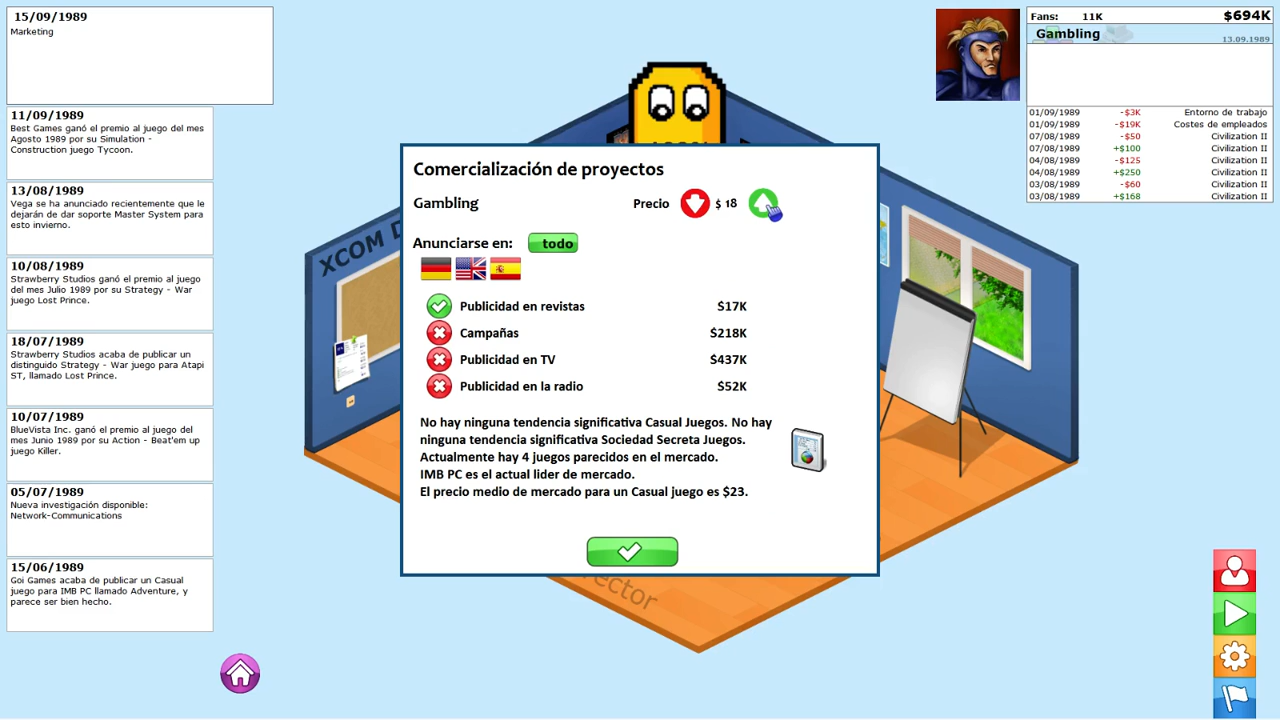 15/09/1989
Marketing
11/09/1989
Best Games ganó el premio al juego del mes
Agosto 1989 por su Simulation -
Construction juego Tycoon.
13/08/1989
Vega se ha anunciado recientemente que le
dejarán de dar soporte Master System para
esto invierno.
10/08/1989
Strawberry Studios ganó el premio al juego
del mes Julio 1989 por su Strategy - War
juego Lost Prince.
18/07/1989
Strawberry Studios acaba de publicar un
distinguido Strategy - War juego para Atapi
ST, llamado Lost Prince.
10/07/1989
BlueVista Inc. ganó el premio al juego del
mes Junio 1989 por su Action - Beat'em up
juego Killer.
05/07/1989
Nueva investigación disponible:
Network-Communications
15/06/1989
Goi Games acaba de publicar un Casual
juego para IMB PC llamado Adventure, y
parece ser bien hecho.
XCOM D
Comercialización de proyectos
Gambling
Precio $ 18
Anunciarse en: todo
Publicidad en revistas $17K
Campañas $218K
Publicidad en TV $437K
Publicidad en la radio $52K
No hay ninguna tendencia significativa Casual Juegos. No hay
ninguna tendencia significativa Sociedad Secreta Juegos.
Actualmente hay 4 juegos parecidos en el mercado.
IMB PC es el actual lider de mercado.
El precio medio de mercado para un Casual juego es $23.
rector
Fans: 11K $694K
Gambling 13.09.1989
01/09/1989 -$3K Entorno de trabajo
01/09/1989 -$19K Costes de empleados
07/08/1989 -$50 Civilization II
07/08/1989 +$100 Civilization II
04/08/1989 -$125 Civilization II
04/08/1989 +$250 Civilization II
03/08/1989 -$60 Civilization II
03/08/1989 +$168 Civilization II